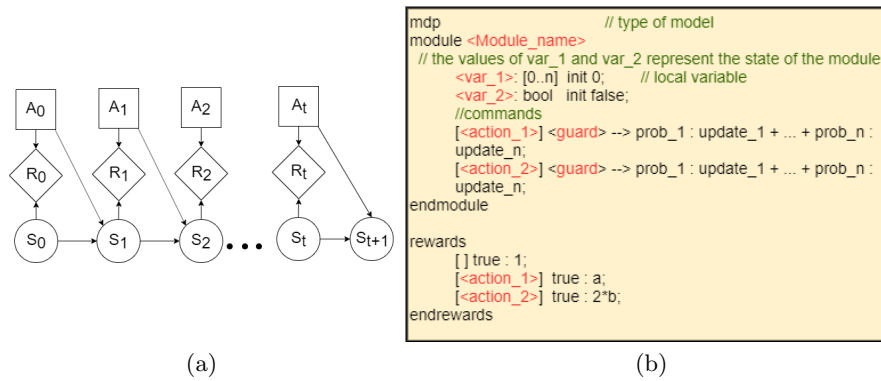 A0 A1 A2 At
R0 R1 R2 Rt
S0 S1 S2 ... St St+1
(a)
mdp // type of model
module <Module_name>
// the values of var_1 and var_2 represent the state of the module
<var_1>: [0..n] init 0; // local variable
<var_2>: bool init false;
//commands
[<action_1>] <guard> --> prob_1 : update_1 + ... + prob_n :
update_n;
[<action_2>] <guard> --> prob_1 : update_1 + ... + prob_n :
update_n;
endmodule
rewards
[ ] true : 1;
[<action_1>] true : a;
[<action_2>] true : 2*b;
endrewards
(b)